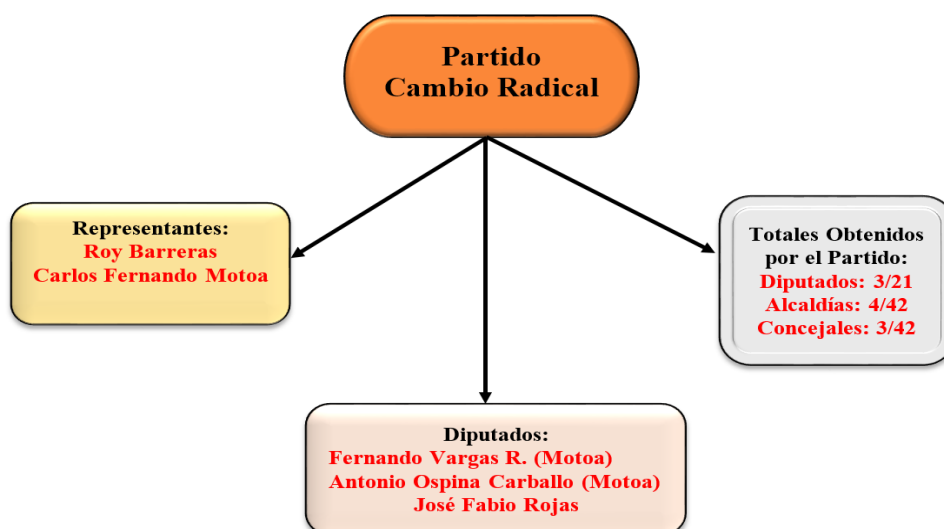 Partido
Cambio Radical
Representantes:
Roy Barreras
Carlos Fernando Motoa
Totales Obtenidos
por el Partido:
Diputados: 3/21
Alcaldías: 4/42
Concejales: 3/42
Diputados:
Fernando Vargas R. (Motoa)
Antonio Ospina Carballo (Motoa)
José Fabio Rojas